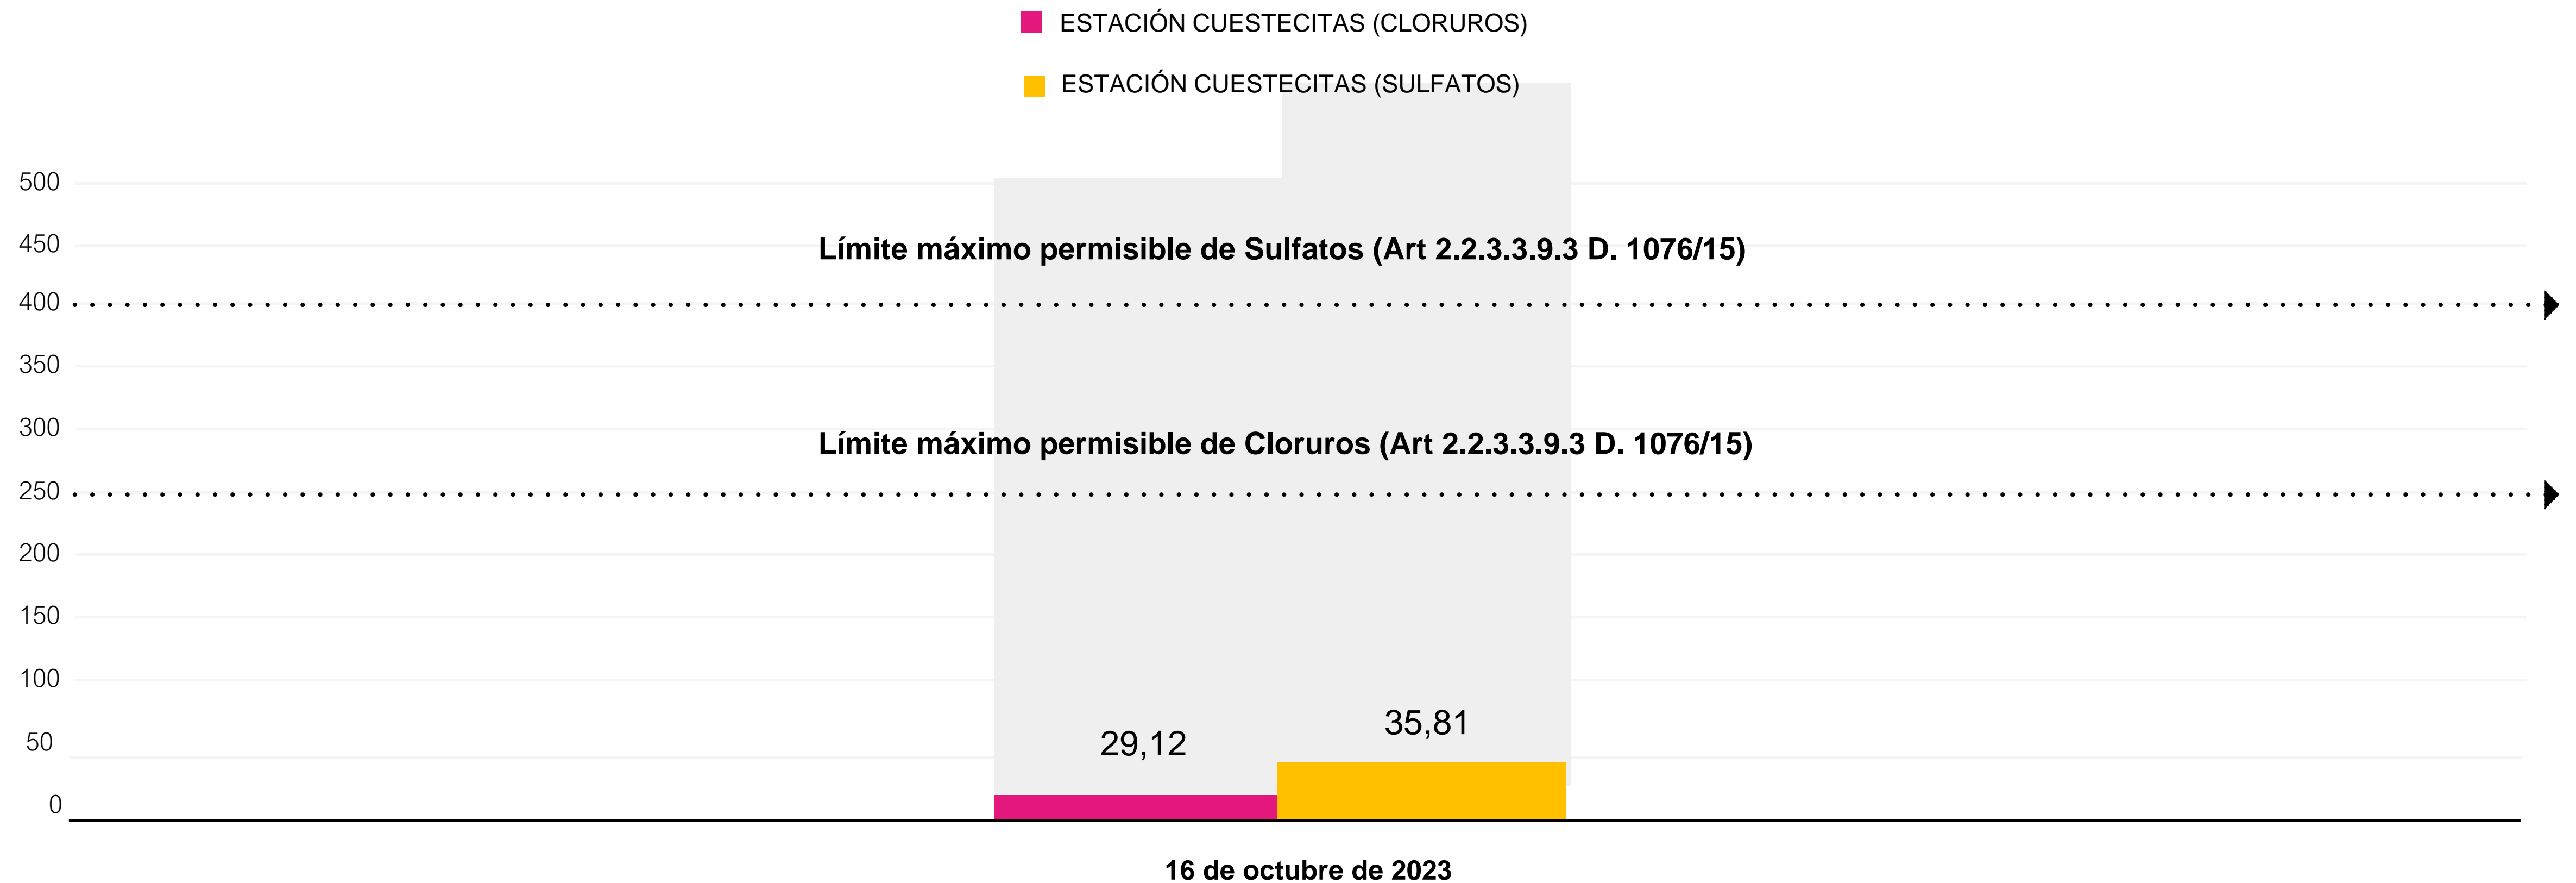 ESTACIÓN CUESTECITAS (CLORUROS)
ESTACIÓN CUESTECITAS (SULFATOS)
500
450
Límite máximo permisible de Sulfatos (Art 2.2.3.3.9.3 D. 1076/15)
400
350
300
Límite máximo permisible de Cloruros (Art 2.2.3.3.9.3 D. 1076/15)
250
200
150
100
50
29,12
35,81
0
16 de octubre de 2023